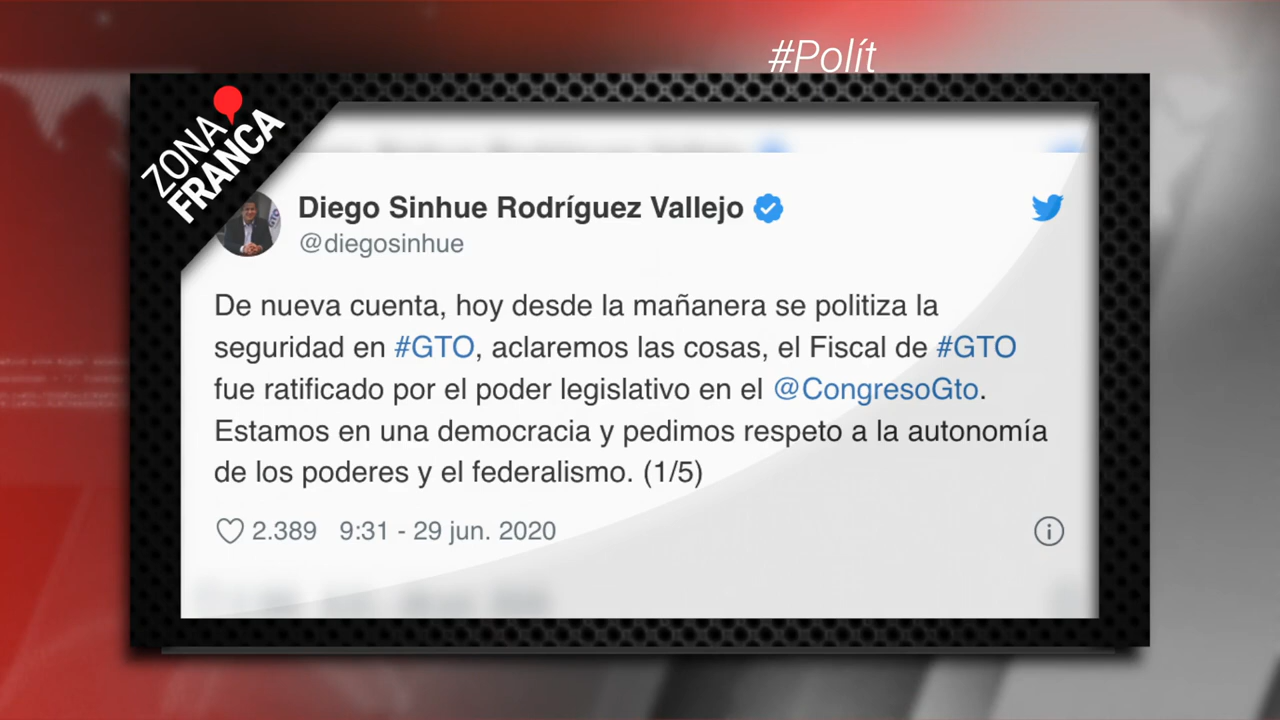 #Polít
ZONA
FRANCA
Diego Sinhue Rodríguez Vallejo
@diegosinhue
De nueva cuenta, hoy desde la mañanera se politiza la
seguridad en #GTO, aclaremos las cosas, el Fiscal de #GTO
fue ratificado por el poder legislativo en el @CongresoGto.
Estamos en una democracia y pedimos respeto a la autonomía
de los poderes y el federalismo. (1/5)
2.389 9:31 - 29 jun. 2020